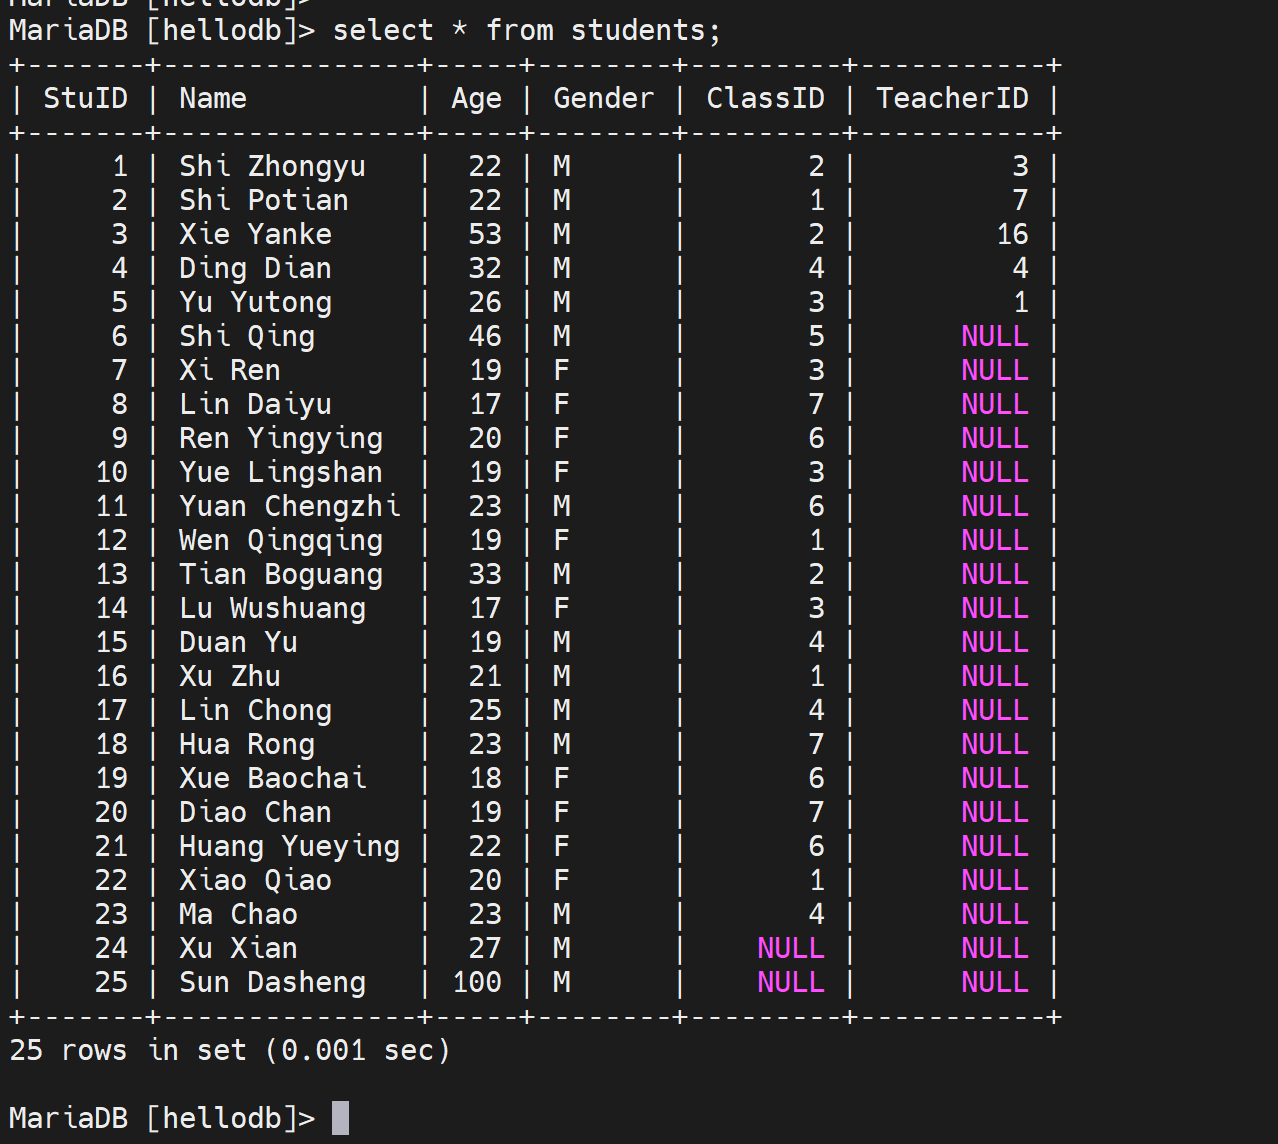 MariaDB [hellodb]>
MariaDB [hellodb]> select * from students;
+-------+---------------+-----+--------+---------+-----------+
| StuID | Name          | Age | Gender | ClassID | TeacherID |
+-------+---------------+-----+--------+---------+-----------+
|     1 | Shi Zhongyu   |  22 | M      |       2 |         3 |
|     2 | Shi Potian    |  22 | M      |       1 |         7 |
|     3 | Xie Yanke     |  53 | M      |       2 |        16 |
|     4 | Ding Dian     |  32 | M      |       4 |         4 |
|     5 | Yu Yutong     |  26 | M      |       3 |         1 |
|     6 | Shi Qing      |  46 | M      |       5 |      NULL |
|     7 | Xi Ren        |  19 | F      |       3 |      NULL |
|     8 | Lin Daiyu     |  17 | F      |       7 |      NULL |
|     9 | Ren Yingying  |  20 | F      |       6 |      NULL |
|    10 | Yue Lingshan  |  19 | F      |       3 |      NULL |
|    11 | Yuan Chengzhi |  23 | M      |       6 |      NULL |
|    12 | Wen Qingqing  |  19 | F      |       1 |      NULL |
|    13 | Tian Boguang  |  33 | M      |       2 |      NULL |
|    14 | Lu Wushuang   |  17 | F      |       3 |      NULL |
|    15 | Duan Yu       |  19 | M      |       4 |      NULL |
|    16 | Xu Zhu        |  21 | M      |       1 |      NULL |
|    17 | Lin Chong     |  25 | M      |       4 |      NULL |
|    18 | Hua Rong      |  23 | M      |       7 |      NULL |
|    19 | Xue Baochai   |  18 | F      |       6 |      NULL |
|    20 | Diao Chan     |  19 | F      |       7 |      NULL |
|    21 | Huang Yueying |  22 | F      |       6 |      NULL |
|    22 | Xiao Qiao     |  20 | F      |       1 |      NULL |
|    23 | Ma Chao       |  23 | M      |       4 |      NULL |
|    24 | Xu Xian       |  27 | M      |    NULL |      NULL |
|    25 | Sun Dasheng   | 100 | M      |    NULL |      NULL |
+-------+---------------+-----+--------+---------+-----------+
25 rows in set (0.001 sec)
MariaDB [hellodb]>